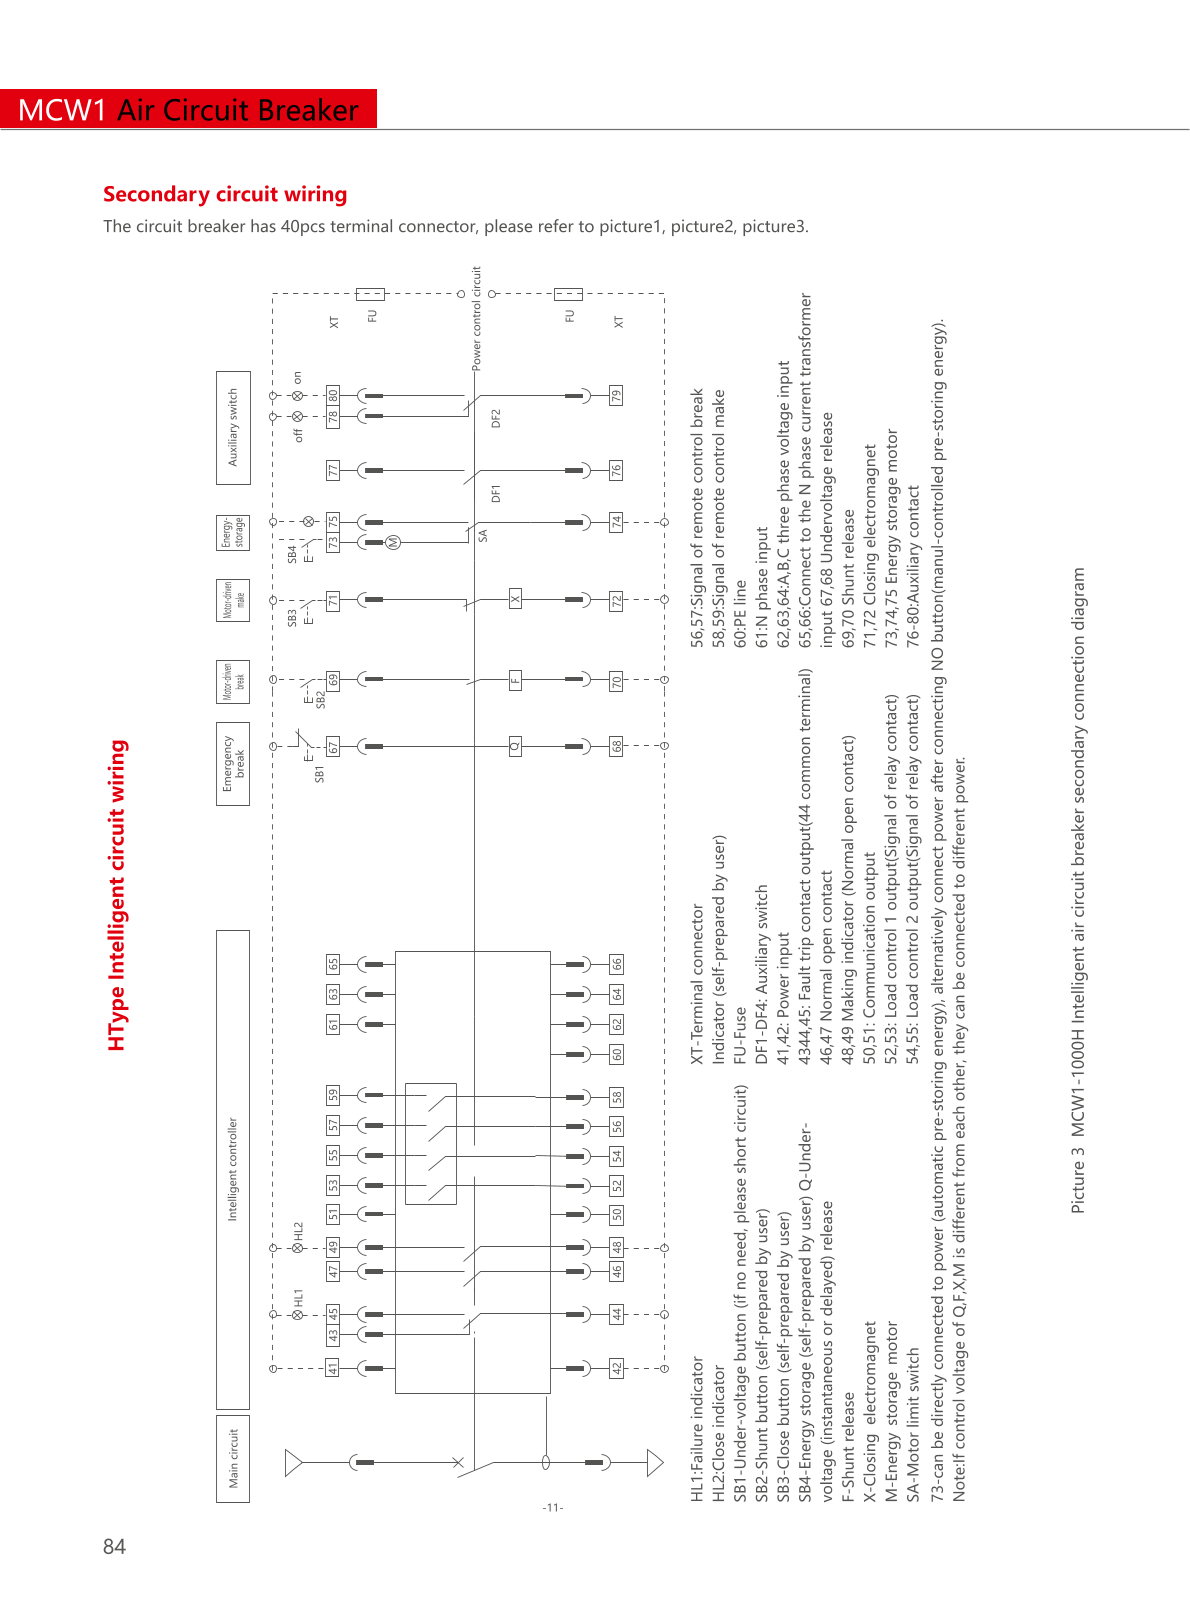 MCW1 Air Circuit Breaker
Secondary circuit wiring
The circuit breaker has 40pcs terminal connector, please refer to picture1, picture2, picture3.
HType Intelligent circuit wiring
Main circuit
Intelligent controller
Emergency
break
Motor-driven
break
Motor-driven
make
Energy-
storage
Auxiliary switch
HL1
HL2
SB1
SB2
SB3
SB4
off
on
41 43 45 47 49 51 53 55 57 59 61 63 65 67 69 71 73 75 77 78 80
XT
FU
M
Power control circuit
SA
DF1
DF2
Q
F
X
FU
42 44 46 48 50 52 54 56 58 60 62 64 66 68 70 72 74 76 79
XT
HL1:Failure indicator
HL2:Close indicator
SB1-Under-voltage button (if no need, please short circuit)
SB2-Shunt button (self-prepared by user)
SB3-Close button (self-prepared by user)
SB4-Energy storage (self-prepared by user) Q-Under-
voltage (instantaneous or delayed) release
F-Shunt release
X-Closing electromagnet
M-Energy storage motor
SA-Motor limit switch
XT-Terminal connector
Indicator (self-prepared by user)
FU-Fuse
DF1-DF4: Auxiliary switch
41,42: Power input
4344,45: Fault trip contact output(44 common terminal)
46,47 Normal open contact
48,49 Making indicator (Normal open contact)
50,51: Communication output
52,53: Load control 1 output(Signal of relay contact)
54,55: Load control 2 output(Signal of relay contact)
56,57:Signal of remote control break
58,59:Signal of remote control make
60:PE line
61:N phase input
62,63,64:A,B,C three phase voltage input
65,66:Connect to the N phase current transformer
input 67,68 Undervoltage release
69,70 Shunt release
71,72 Closing electromagnet
73,74,75 Energy storage motor
76-80:Auxiliary contact
73-can be directly connected to power (automatic pre-storing energy), alternatively connect power after connecting NO button(manul-controlled pre-storing energy).
Note:If control voltage of Q,F,X,M is different from each other, they can be connected to different power.
Picture 3 MCW1-1000H Intelligent air circuit breaker secondary connection diagram
-11-
84